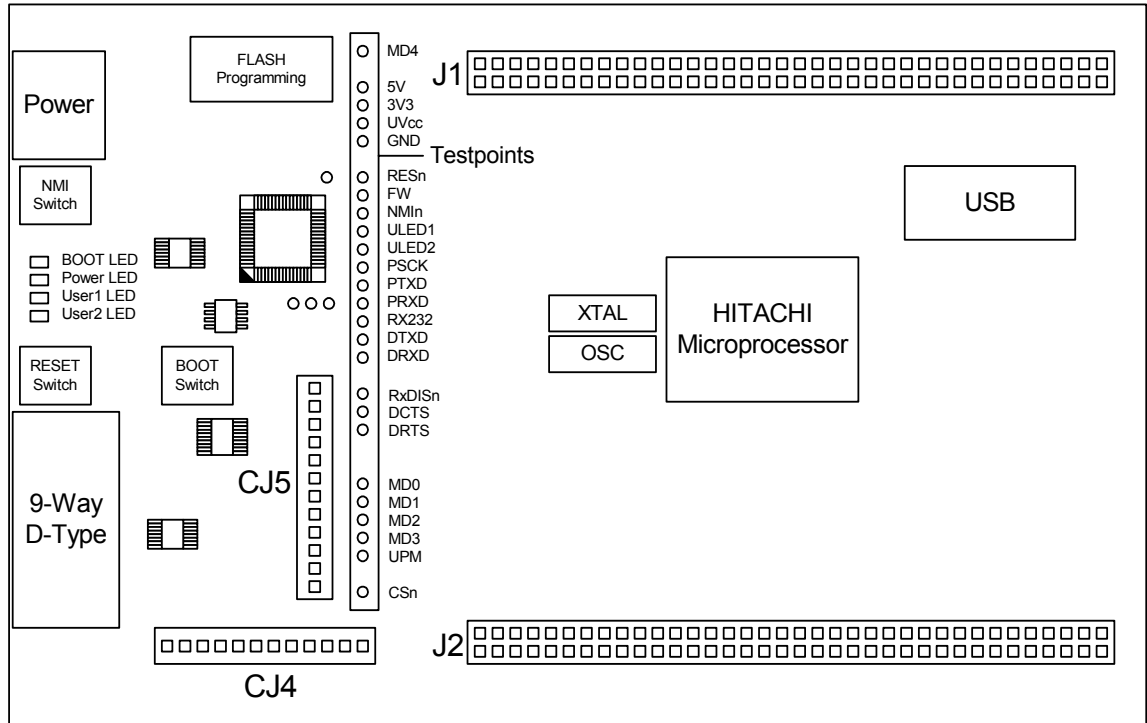 Power
FLASH
Programming
NMI
Switch
BOOT LED
Power LED
User1 LED
User2 LED
RESET
Switch
BOOT
Switch
9-Way
D-Type
CJ5
CJ4
MD4
5V
3V3
UVcc
GND
Testpoints
RESn
FW
NMIn
ULED1
ULED2
PSCK
PTXD
PRXD
RX232
DTXD
DRXD
RxDISn
DCTS
DRTS
MD0
MD1
MD2
MD3
UPM
CSn
J1
USB
XTAL
OSC
HITACHI
Microprocessor
J2